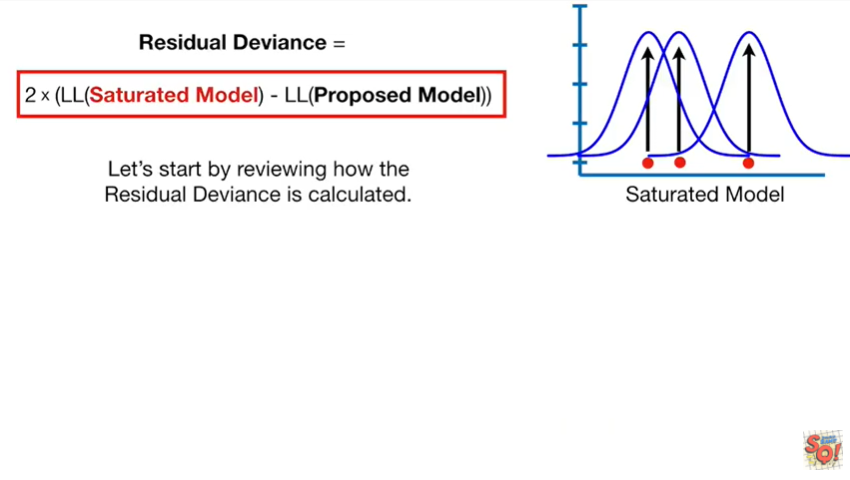 Residual Deviance =
2 × (LL(Saturated Model) - LL(Proposed Model))
Let's start by reviewing how the
Residual Deviance is calculated.
Saturated Model
SQ!